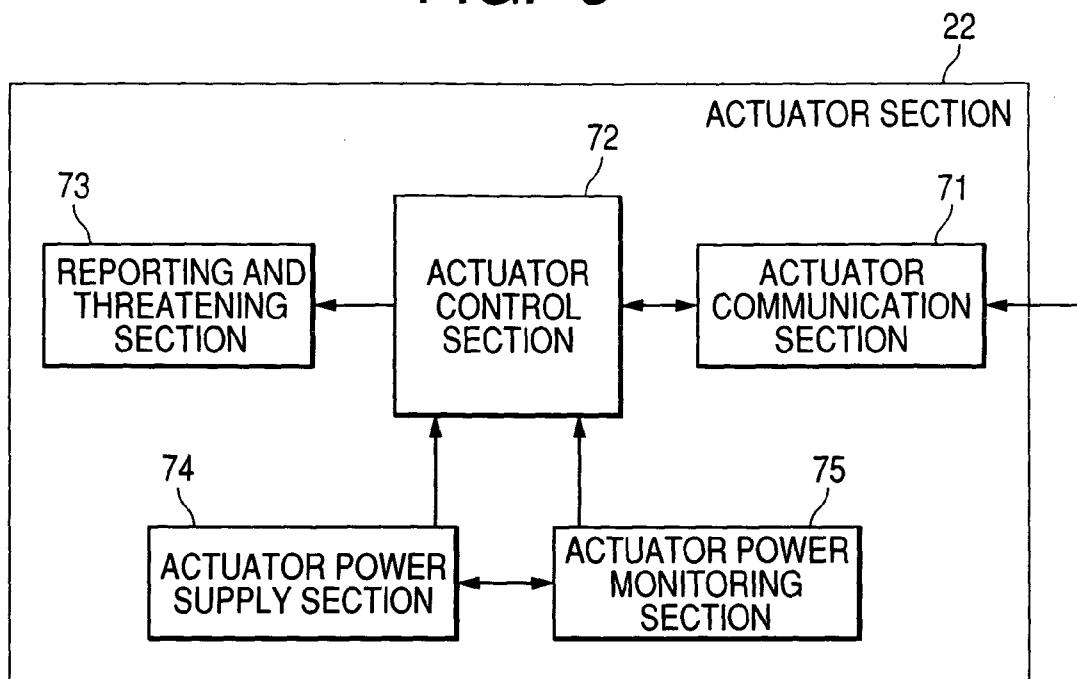 22
ACTUATOR SECTION
72
73
71
REPORTING AND
THREATENING
SECTION
ACTUATOR
CONTROL
SECTION
ACTUATOR
COMMUNICATION
SECTION
74
75
ACTUATOR POWER
SUPPLY SECTION
ACTUATOR POWER
MONITORING
SECTION